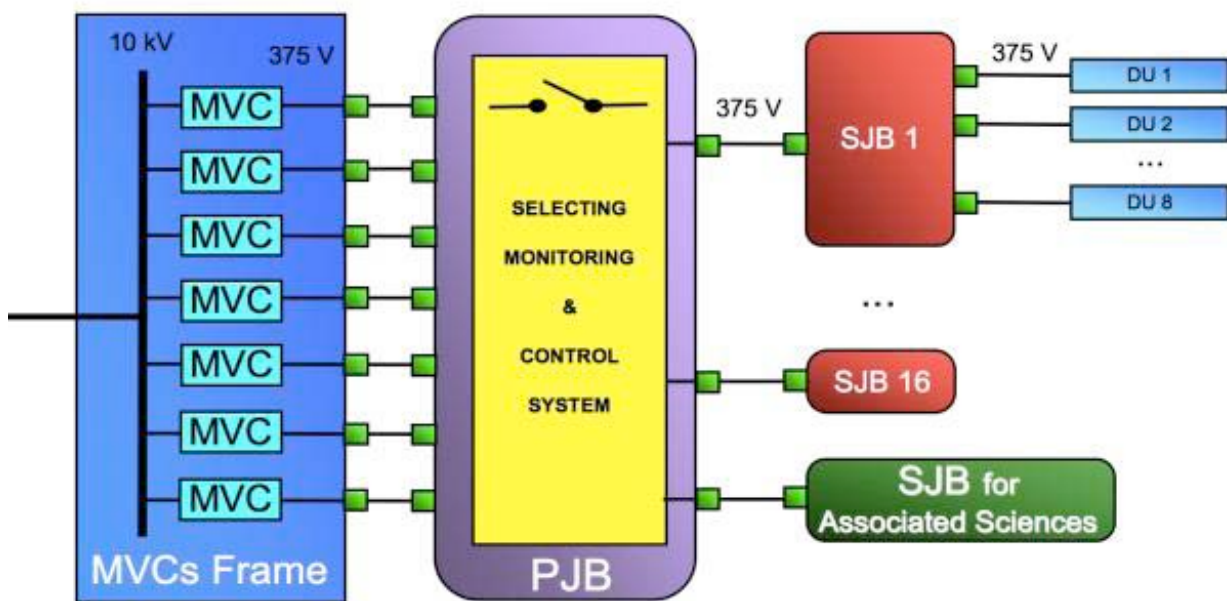 10 kV
375 V
MVC
MVC
MVC
MVC
MVC
MVC
MVC
MVCs Frame
SELECTING
MONITORING
&
CONTROL
SYSTEM
PJB
375 V
SJB 1
375 V
DU 1
DU 2
...
DU 8
...
SJB 16
SJB for
Associated Sciences